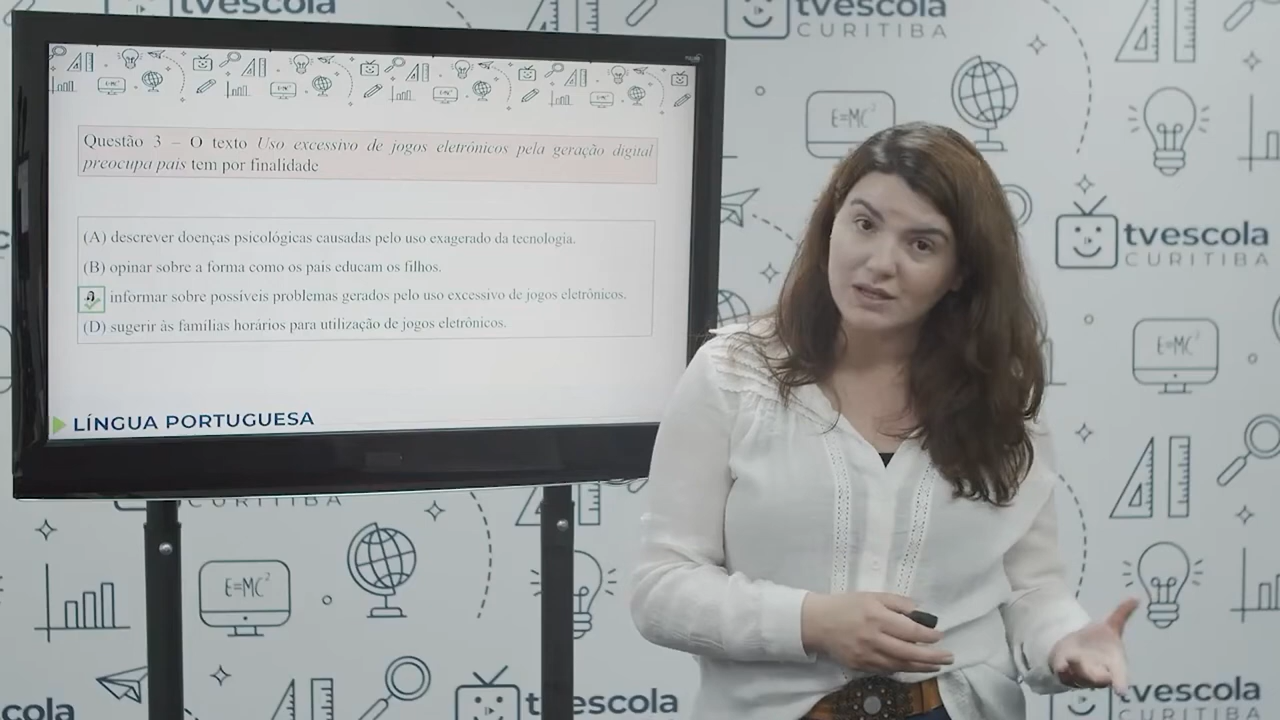 tvescola
tvescola
CURITIBA
Questão 3 – O texto Uso excessivo de jogos eletrônicos pela geração digital
preocupa pais tem por finalidade
(A) descrever doenças psicológicas causadas pelo uso exagerado da tecnologia.
(B) opinar sobre a forma como os pais educam os filhos.
informar sobre possíveis problemas gerados pelo uso excessivo de jogos eletrônicos.
(D) sugerir às famílias horários para utilização de jogos eletrônicos.
LÍNGUA PORTUGUESA
E=MC²
tvescola
CURITIBA
E=MC²
CURITIBA
E=MC²
cola
tvescola
tvescola
CURITIBA